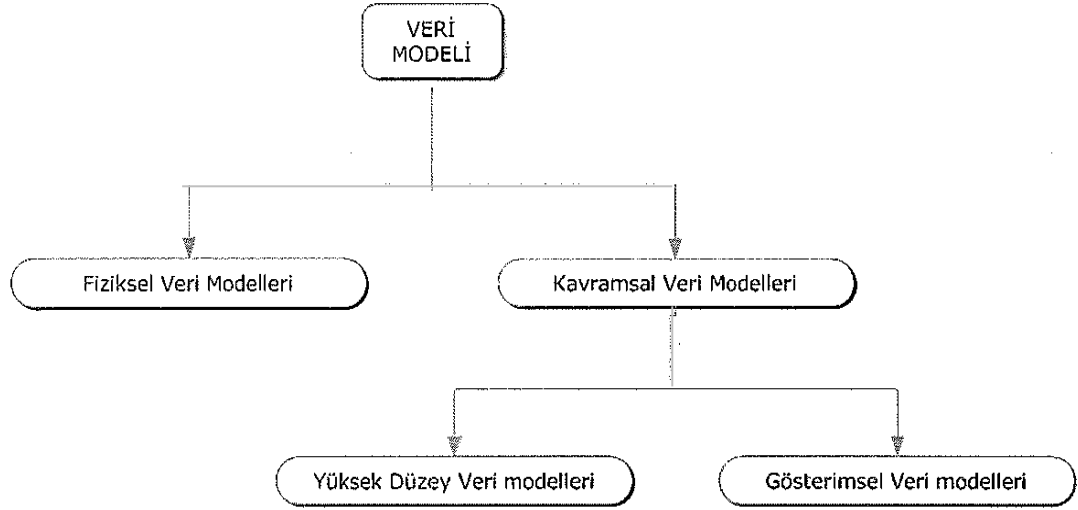 VERİ
MODELİ
Fiziksel Veri Modelleri
Kavramsal Veri Modelleri
Yüksek Düzey Veri modelleri
Gösterimsel Veri modelleri